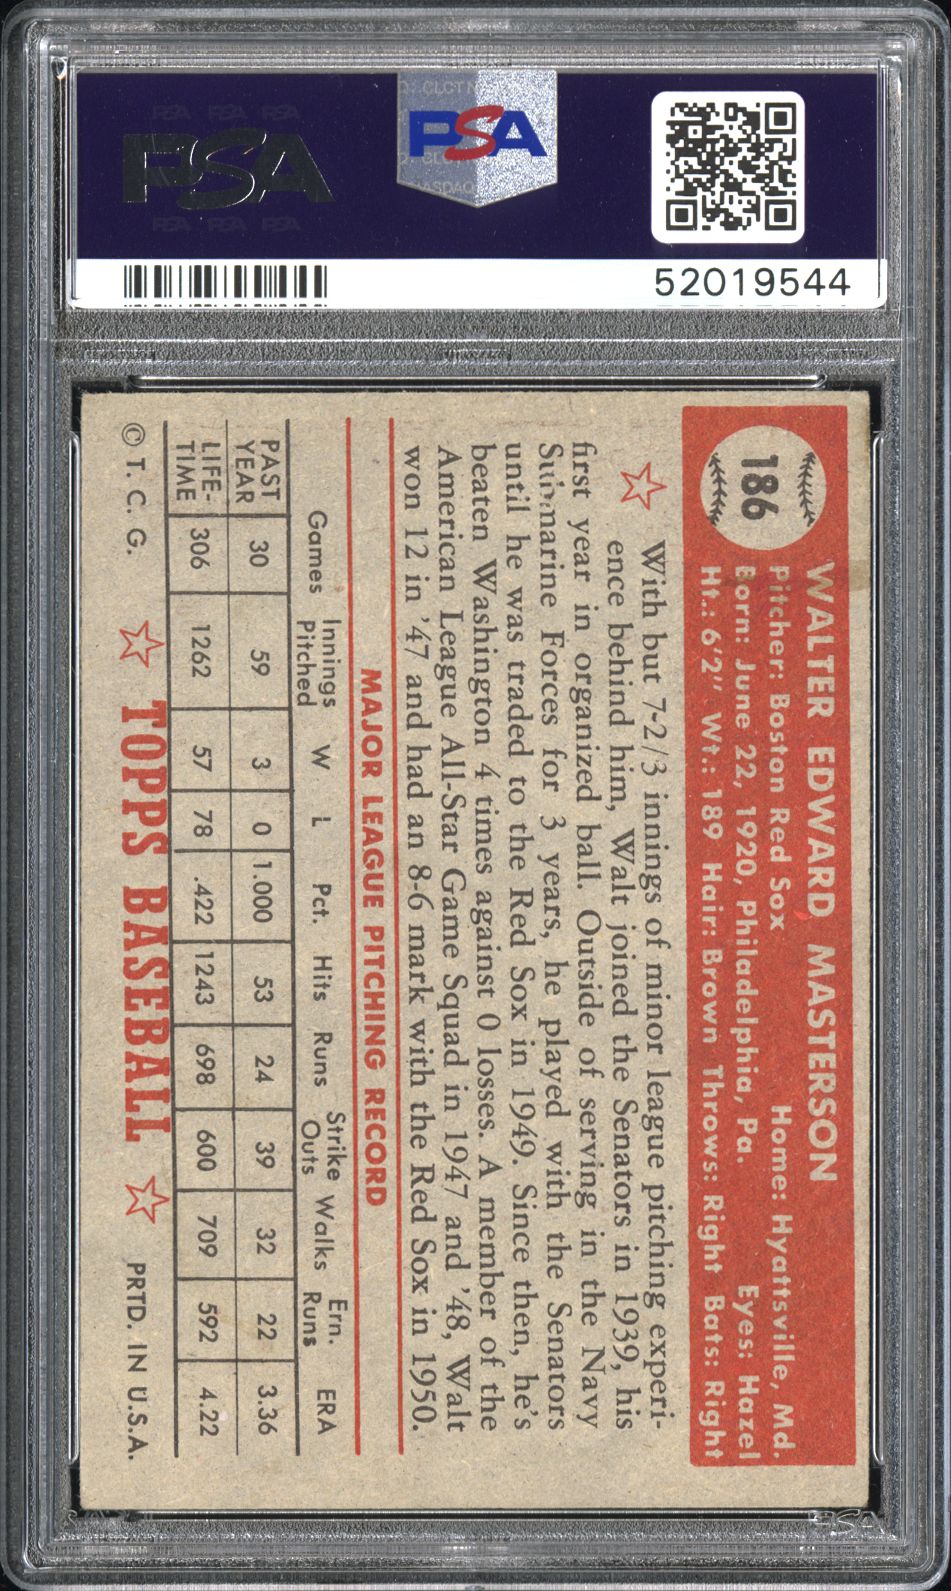 PSA
PSA
52019544
186
WALTER EDWARD MASTERSON
Pitcher: Boston Red Sox Home: Hyattsville, Md.
Born: June 22, 1920, Philadelphia, Pa. Eyes: Hazel
Ht.: 6'2" Wt.: 189 Hair: Brown Throws: Right Bats: Right
With but 7-2/3 innings of minor league pitching experi-
ence behind him, Walt joined the Senators in 1939, his
first year in organized ball. Outside of serving in the Navy
Submarine Forces for 3 years, he played with the Senators
until he was traded to the Red Sox in 1949. Since then, he's
beaten Washington 4 times against 0 losses. A member of the
American League All-Star Game Squad in 1947 and '48, Walt
won 12 in '47 and had an 8-6 mark with the Red Sox in 1950.
MAJOR LEAGUE PITCHING RECORD
Games Innings Pitched W L Pct. Hits Runs Strike Outs Walks Ern. Runs ERA
PAST YEAR 30 59 3 0 1.000 53 24 39 32 22 3.36
LIFE-TIME 306 1262 57 78 .422 1243 698 600 709 592 4.22
© T. C. G. TOPPS BASEBALL PRTD. IN U.S.A.